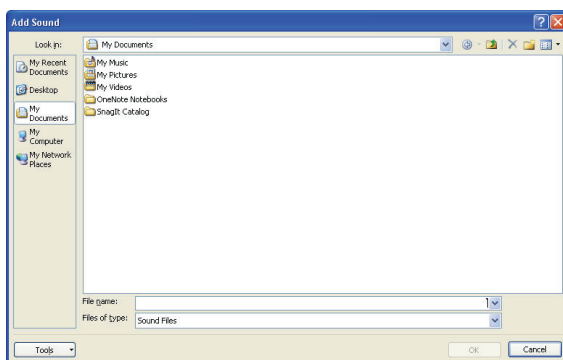 Add Sound
Look in:
My Documents
My Recent
Documents
Desktop
My
Documents
My
Computer
My Network
Places
My Music
My Pictures
My Videos
OneNote Notebooks
SnagIt Catalog
File name:
Files of type:
Sound Files
Tools
OK
Cancel